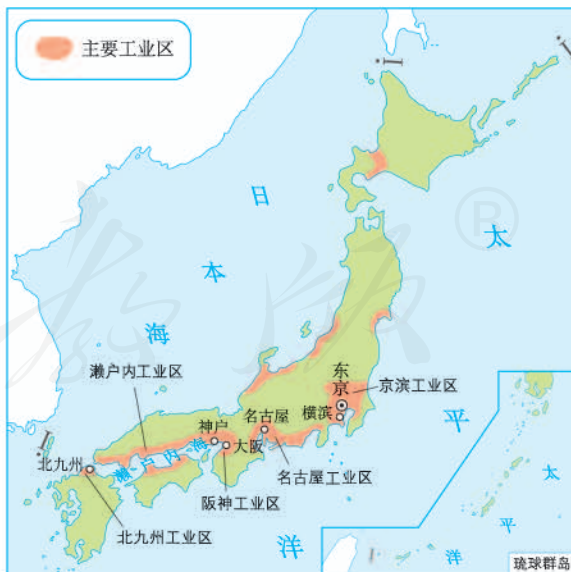 主要工业区
日本海
太平洋
濑户内工业区
东京
京滨工业区
横滨
名古屋
神户
大阪
濑户内海
北九州
名古屋工业区
阪神工业区
北九州工业区
太平洋
琉球群岛
教版
®